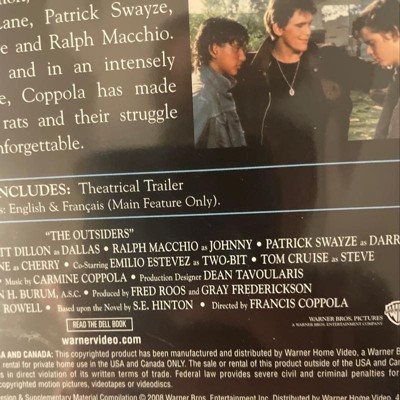 Lane, Patrick Swayze,
e and Ralph Macchio.
and in an intensely
e, Coppola has made
rats and their struggle
nforgettable.
INCLUDES: Theatrical Trailer
s: English & Français (Main Feature Only).
"THE OUTSIDERS"
TT DILLON as DALLAS • RALPH MACCHIO as JOHNNY • PATRICK SWAYZE as DARR
NE as CHERRY • Co-Starring EMILIO ESTEVEZ as TWO-BIT • TOM CRUISE as STEVE
• Music by CARMINE COPPOLA • Production Designer DEAN TAVOULARIS
N H. BURUM, A.S.C. • Produced by FRED ROOS and GRAY FREDERICKSON
ROWELL • Based upon the Novel by S.E. HINTON • Directed by FRANCIS COPPOLA
READ THE DELL BOOK
WARNER BROS. PICTURES
A WARNER BROS. ENTERTAINMENT COMPANY
warnervideo.com
A AND CANADA: This copyrighted product has been manufactured and distributed by Warner Home Video, a Warner B
rental for private home use in the USA and Canada ONLY. The sale or rental of this product outside of the USA and Ca
is in direct violation of its written terms of trade. Federal law provides severe civil and criminal penalties for
copyrighted motion pictures, videotapes or videodiscs.
esign & Supplementary Material Compilation © 2008 Warner Bros. Entertainment Inc. Distributed by Warner Home Video, 4